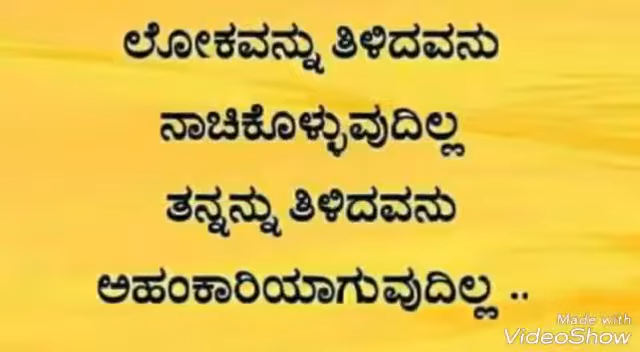 ಲೋಕವನ್ನು ತಿಳಿದವನು
ನಾಚಿಕೊಳ್ಳುವುದಿಲ್ಲ
ತನ್ನನ್ನು ತಿಳಿದವನು
ಅಹಂಕಾರಿಯಾಗುವುದಿಲ್ಲ ..
Made with
VideoShow